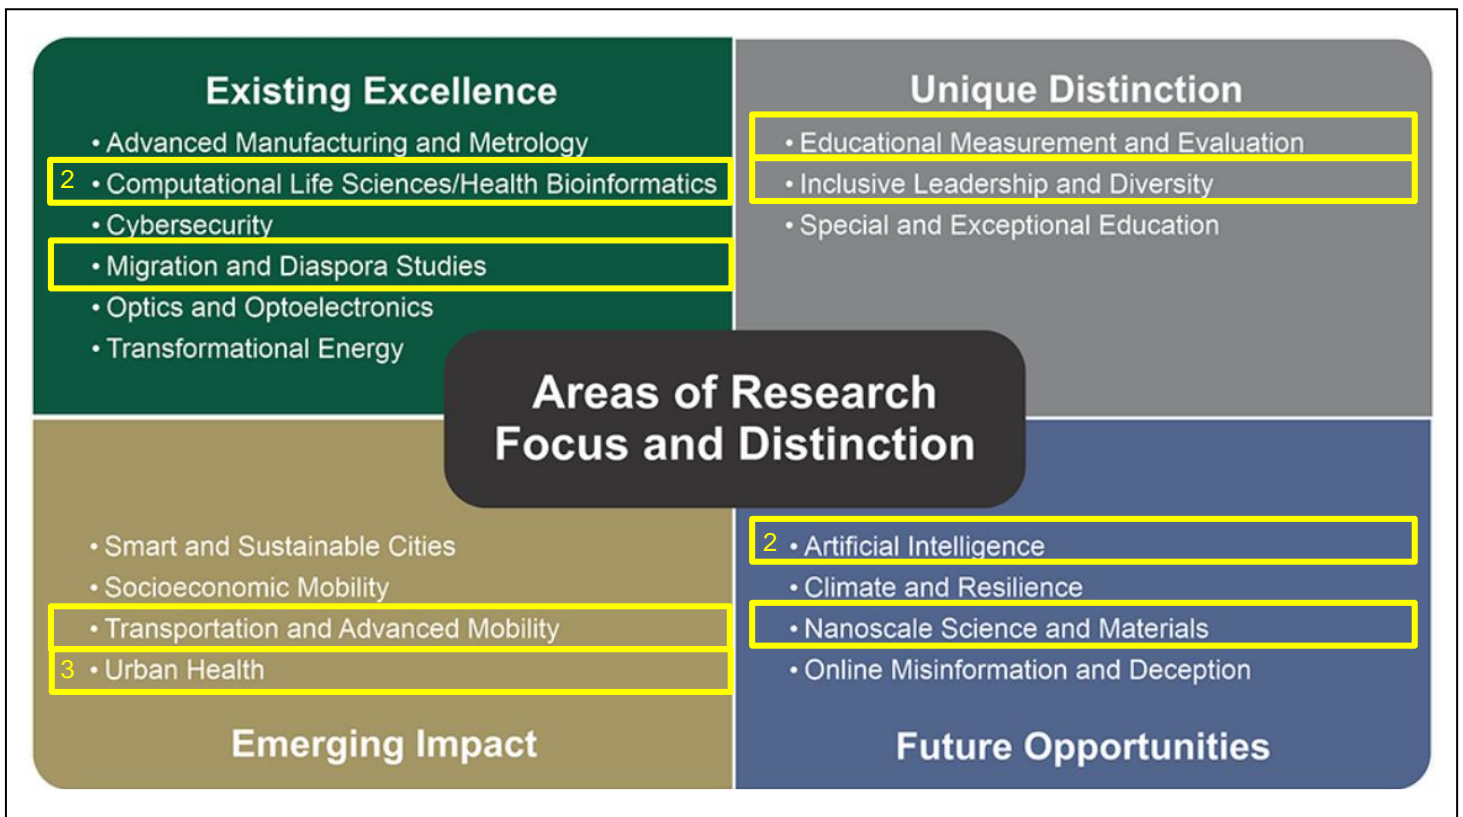 Existing Excellence
• Advanced Manufacturing and Metrology
2 • Computational Life Sciences/Health Bioinformatics
• Cybersecurity
• Migration and Diaspora Studies
• Optics and Optoelectronics
• Transformational Energy
Unique Distinction
• Educational Measurement and Evaluation
• Inclusive Leadership and Diversity
• Special and Exceptional Education
Areas of Research
Focus and Distinction
• Smart and Sustainable Cities
• Socioeconomic Mobility
• Transportation and Advanced Mobility
3 • Urban Health
Emerging Impact
2 • Artificial Intelligence
• Climate and Resilience
• Nanoscale Science and Materials
• Online Misinformation and Deception
Future Opportunities